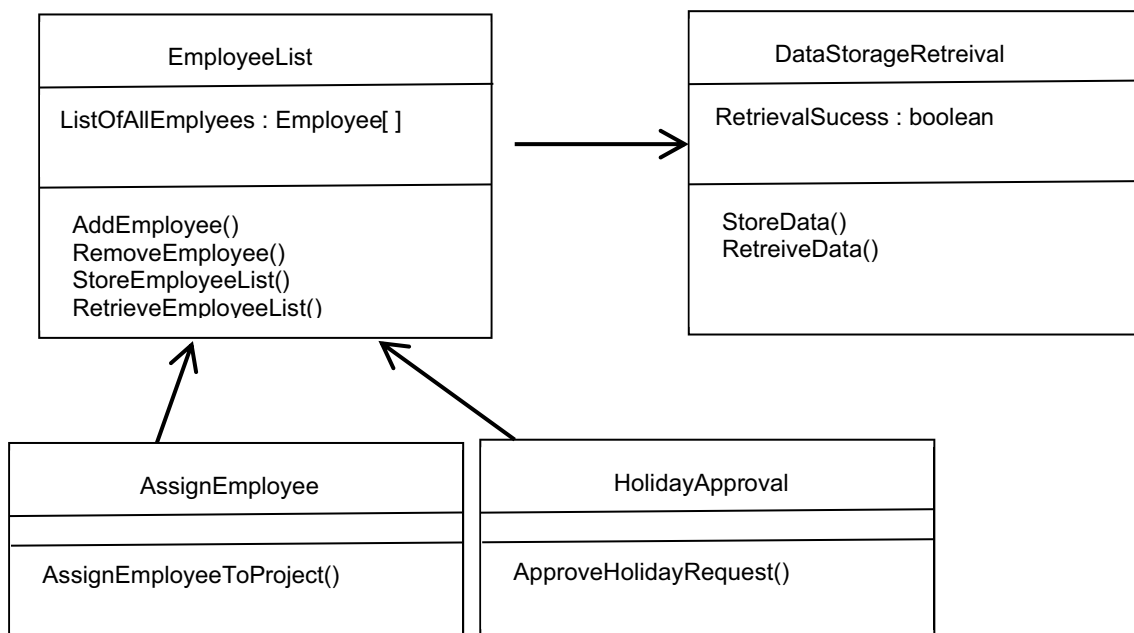 EmployeeList
ListOfAllEmplyees : Employee[ ]
AddEmployee()
RemoveEmployee()
StoreEmployeeList()
RetrieveEmployeeList()
DataStorageRetreival
RetrievalSucess : boolean
StoreData()
RetreiveData()
AssignEmployee
AssignEmployeeToProject()
HolidayApproval
ApproveHolidayRequest()